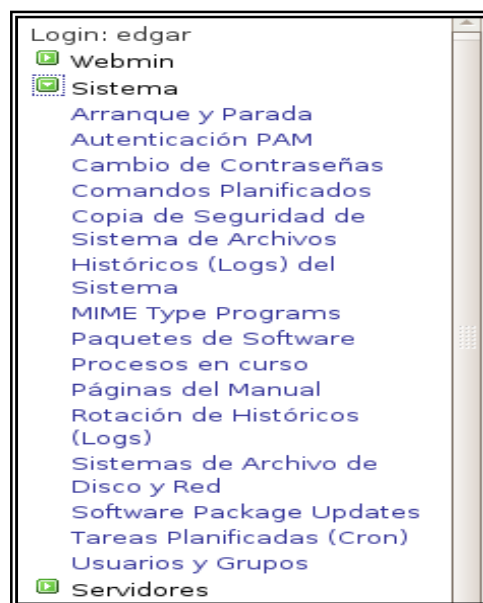 Login: edgar
Webmin
Sistema
Arranque y Parada
Autenticación PAM
Cambio de Contraseñas
Comandos Planificados
Copia de Seguridad de
Sistema de Archivos
Históricos (Logs) del
Sistema
MIME Type Programs
Paquetes de Software
Procesos en curso
Páginas del Manual
Rotación de Históricos
(Logs)
Sistemas de Archivo de
Disco y Red
Software Package Updates
Tareas Planificadas (Cron)
Usuarios y Grupos
Servidores